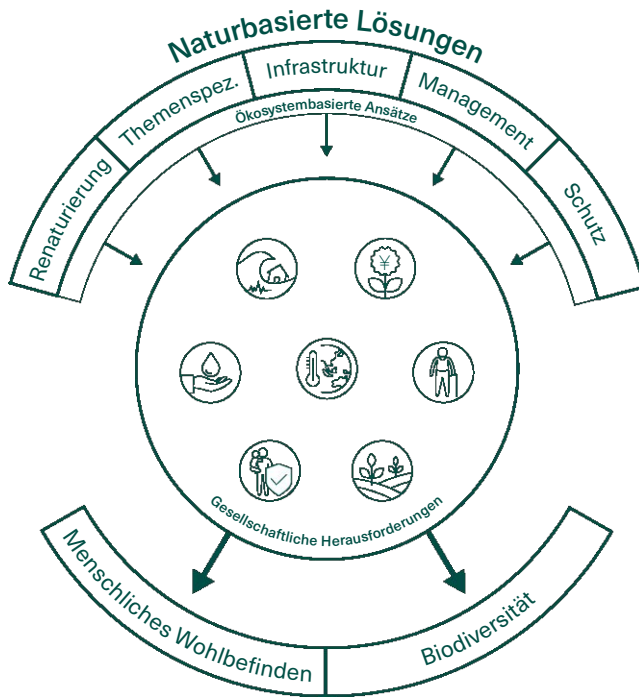 Naturbasierte Lösungen
Renaturierung
Themenspez.
Infrastruktur
Management
Schutz
Ökosystembasierte Ansätze
¥
Gesellschaftliche Herausforderungen
Menschliches Wohlbefinden
Biodiversität